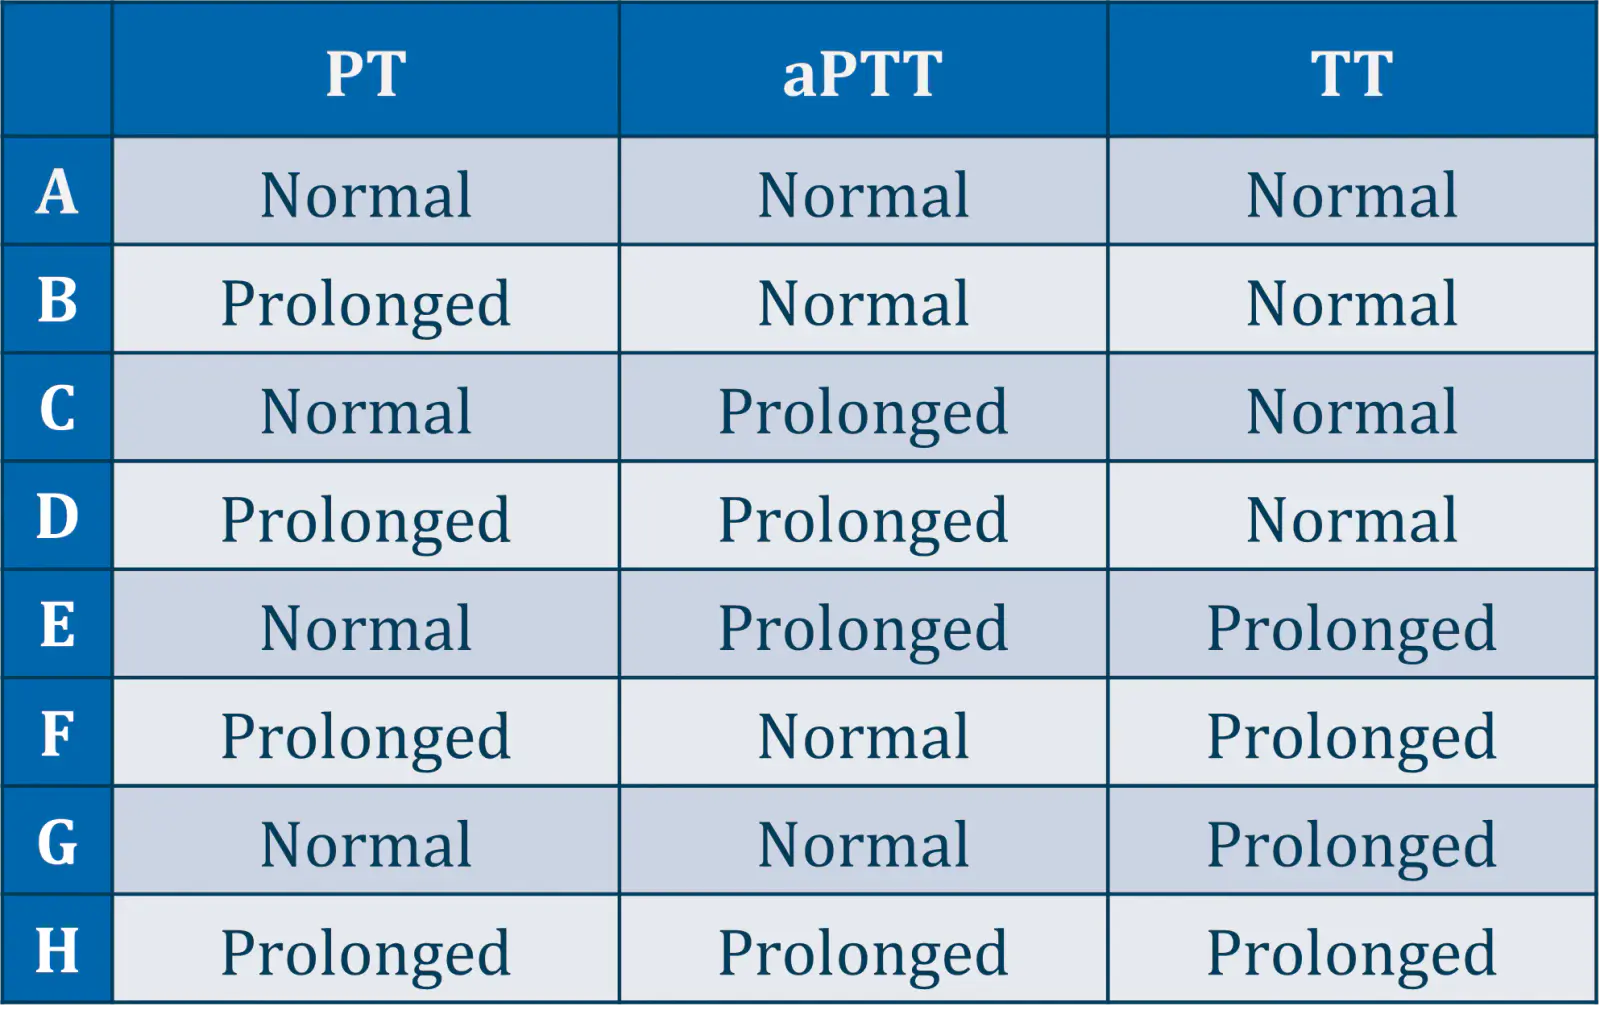 PT aPTT TT
A Normal Normal Normal
B Prolonged Normal Normal
C Normal Prolonged Normal
D Prolonged Prolonged Normal
E Normal Prolonged Prolonged
F Prolonged Normal Prolonged
G Normal Normal Prolonged
H Prolonged Prolonged Prolonged